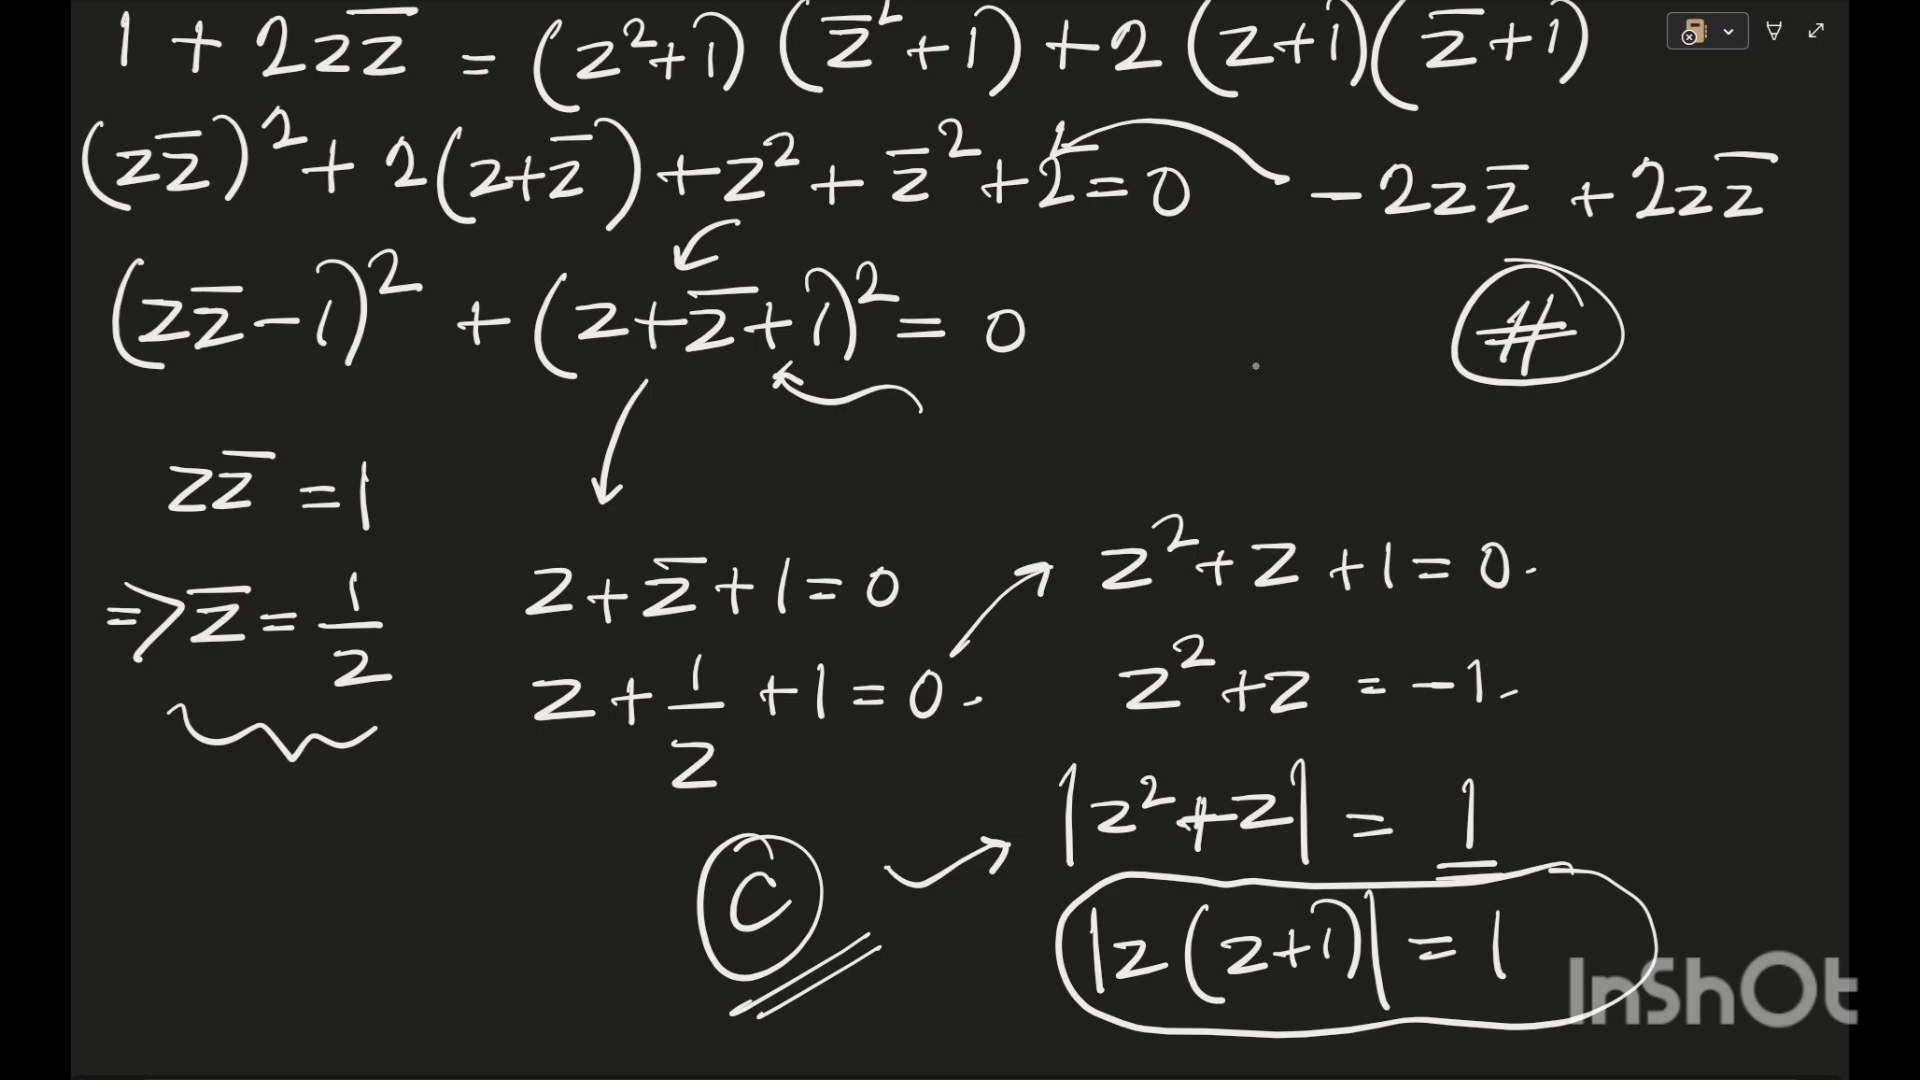 1 + 2zz̅ = (z²+1)(z̅²+1)+2(z+1)(z̅+1)
(zz̅)²+2(z+z̅)+z²+z̅²+2=0 -2zz̅ +2zz̅
(zz̅-1)² +(z+z̅+1)²=0 #
zz̅ =1
z²+z+1=0.
z+z̅+1=0
⇒z̅=1/z
z²+z = -1.
z+1/z+1=0.
|z²+z| = 1
C
|z(z+1)|=1
InShOt